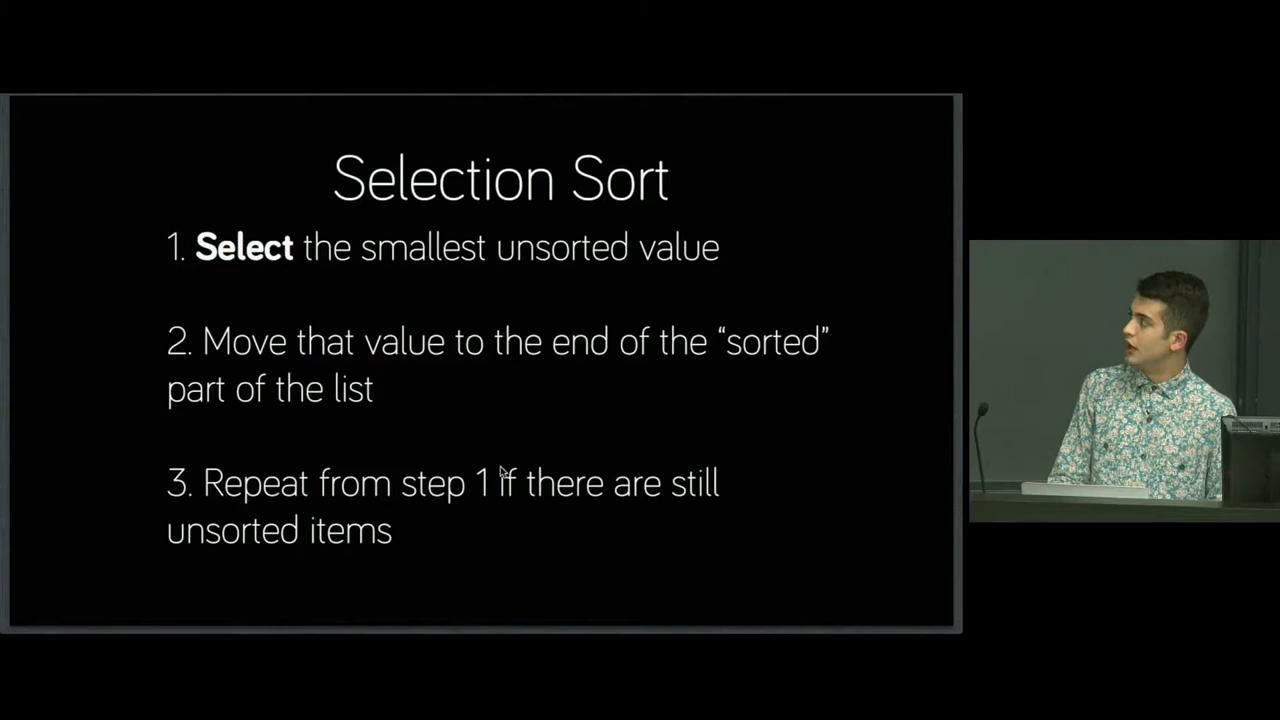 Selection Sort
1. Select the smallest unsorted value
2. Move that value to the end of the “sorted”
part of the list
3. Repeat from step 1 if there are still
unsorted items